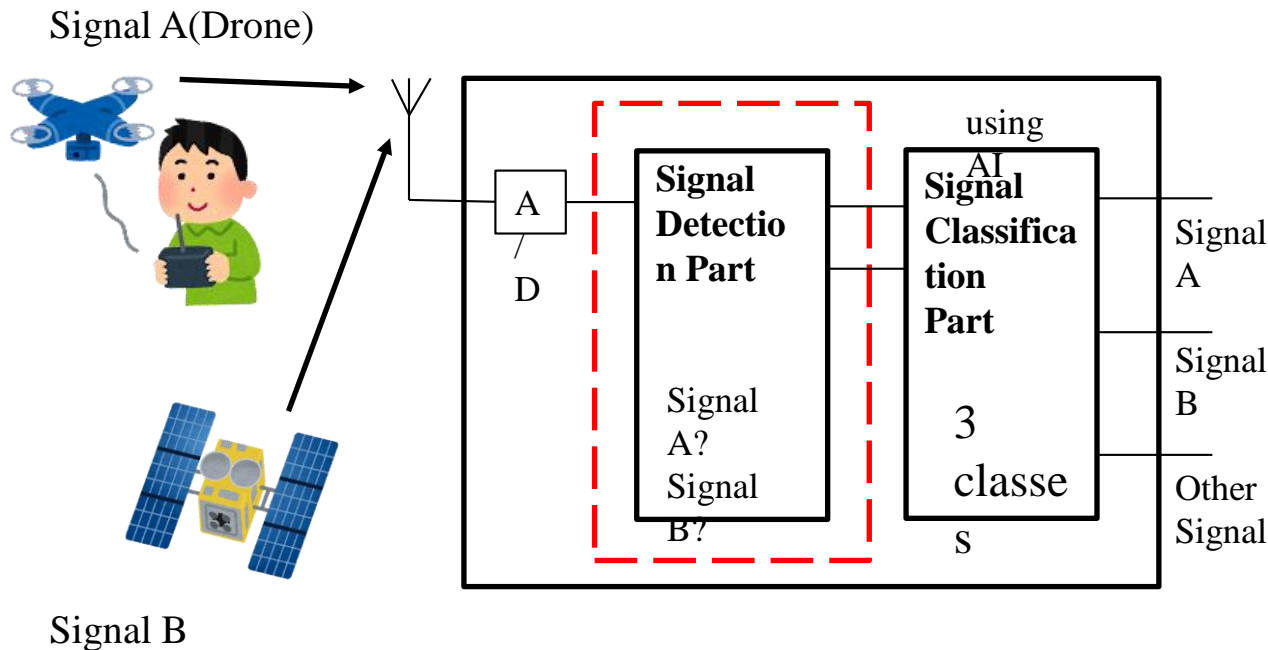 Signal A(Drone)
A
D
Signal
Detectio
n Part
Signal
A?
Signal
B?
using
AI
Signal
Classifica
tion
Part
3
classe
s
Signal
A
Signal
B
Other
Signal
Signal B